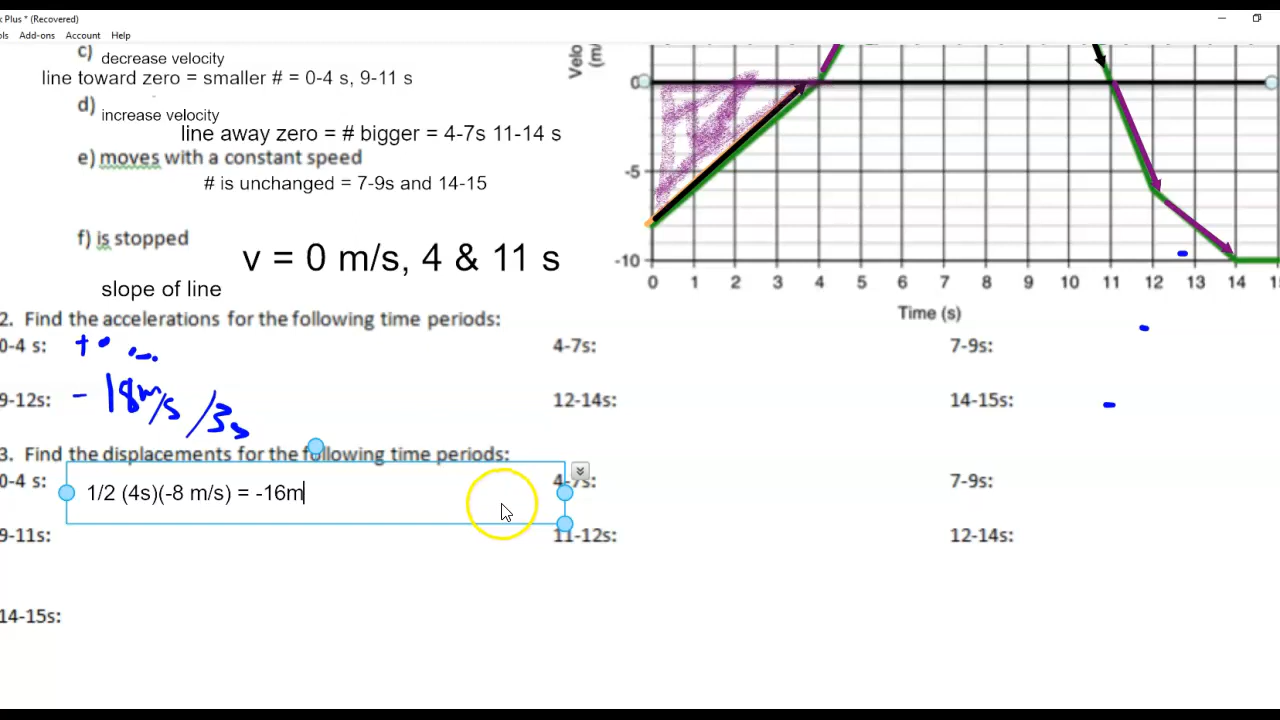 k Plus * (Recovered)
ols Add-ons Account Help
c) decrease velocity
line toward zero = smaller # = 0-4 s, 9-11 s
d) increase velocity
line away zero = # bigger = 4-7s 11-14 s
e) moves with a constant speed
# is unchanged = 7-9s and 14-15
f) is stopped
v = 0 m/s, 4 & 11 s
slope of line
Velo
(m/
0
-5
-10
0 1 2 3 4 5 6 7 8 9 10 11 12 13 14 15
Time (s)
2. Find the accelerations for the following time periods:
0-4 s: + 4-7s: 7-9s:
9-12s: - 18 m/s /3s 12-14s: 14-15s:
3. Find the displacements for the following time periods:
0-4 s: 1/2 (4s)(-8 m/s) = -16m 4-7s: 7-9s:
9-11s: 11-12s: 12-14s:
14-15s: